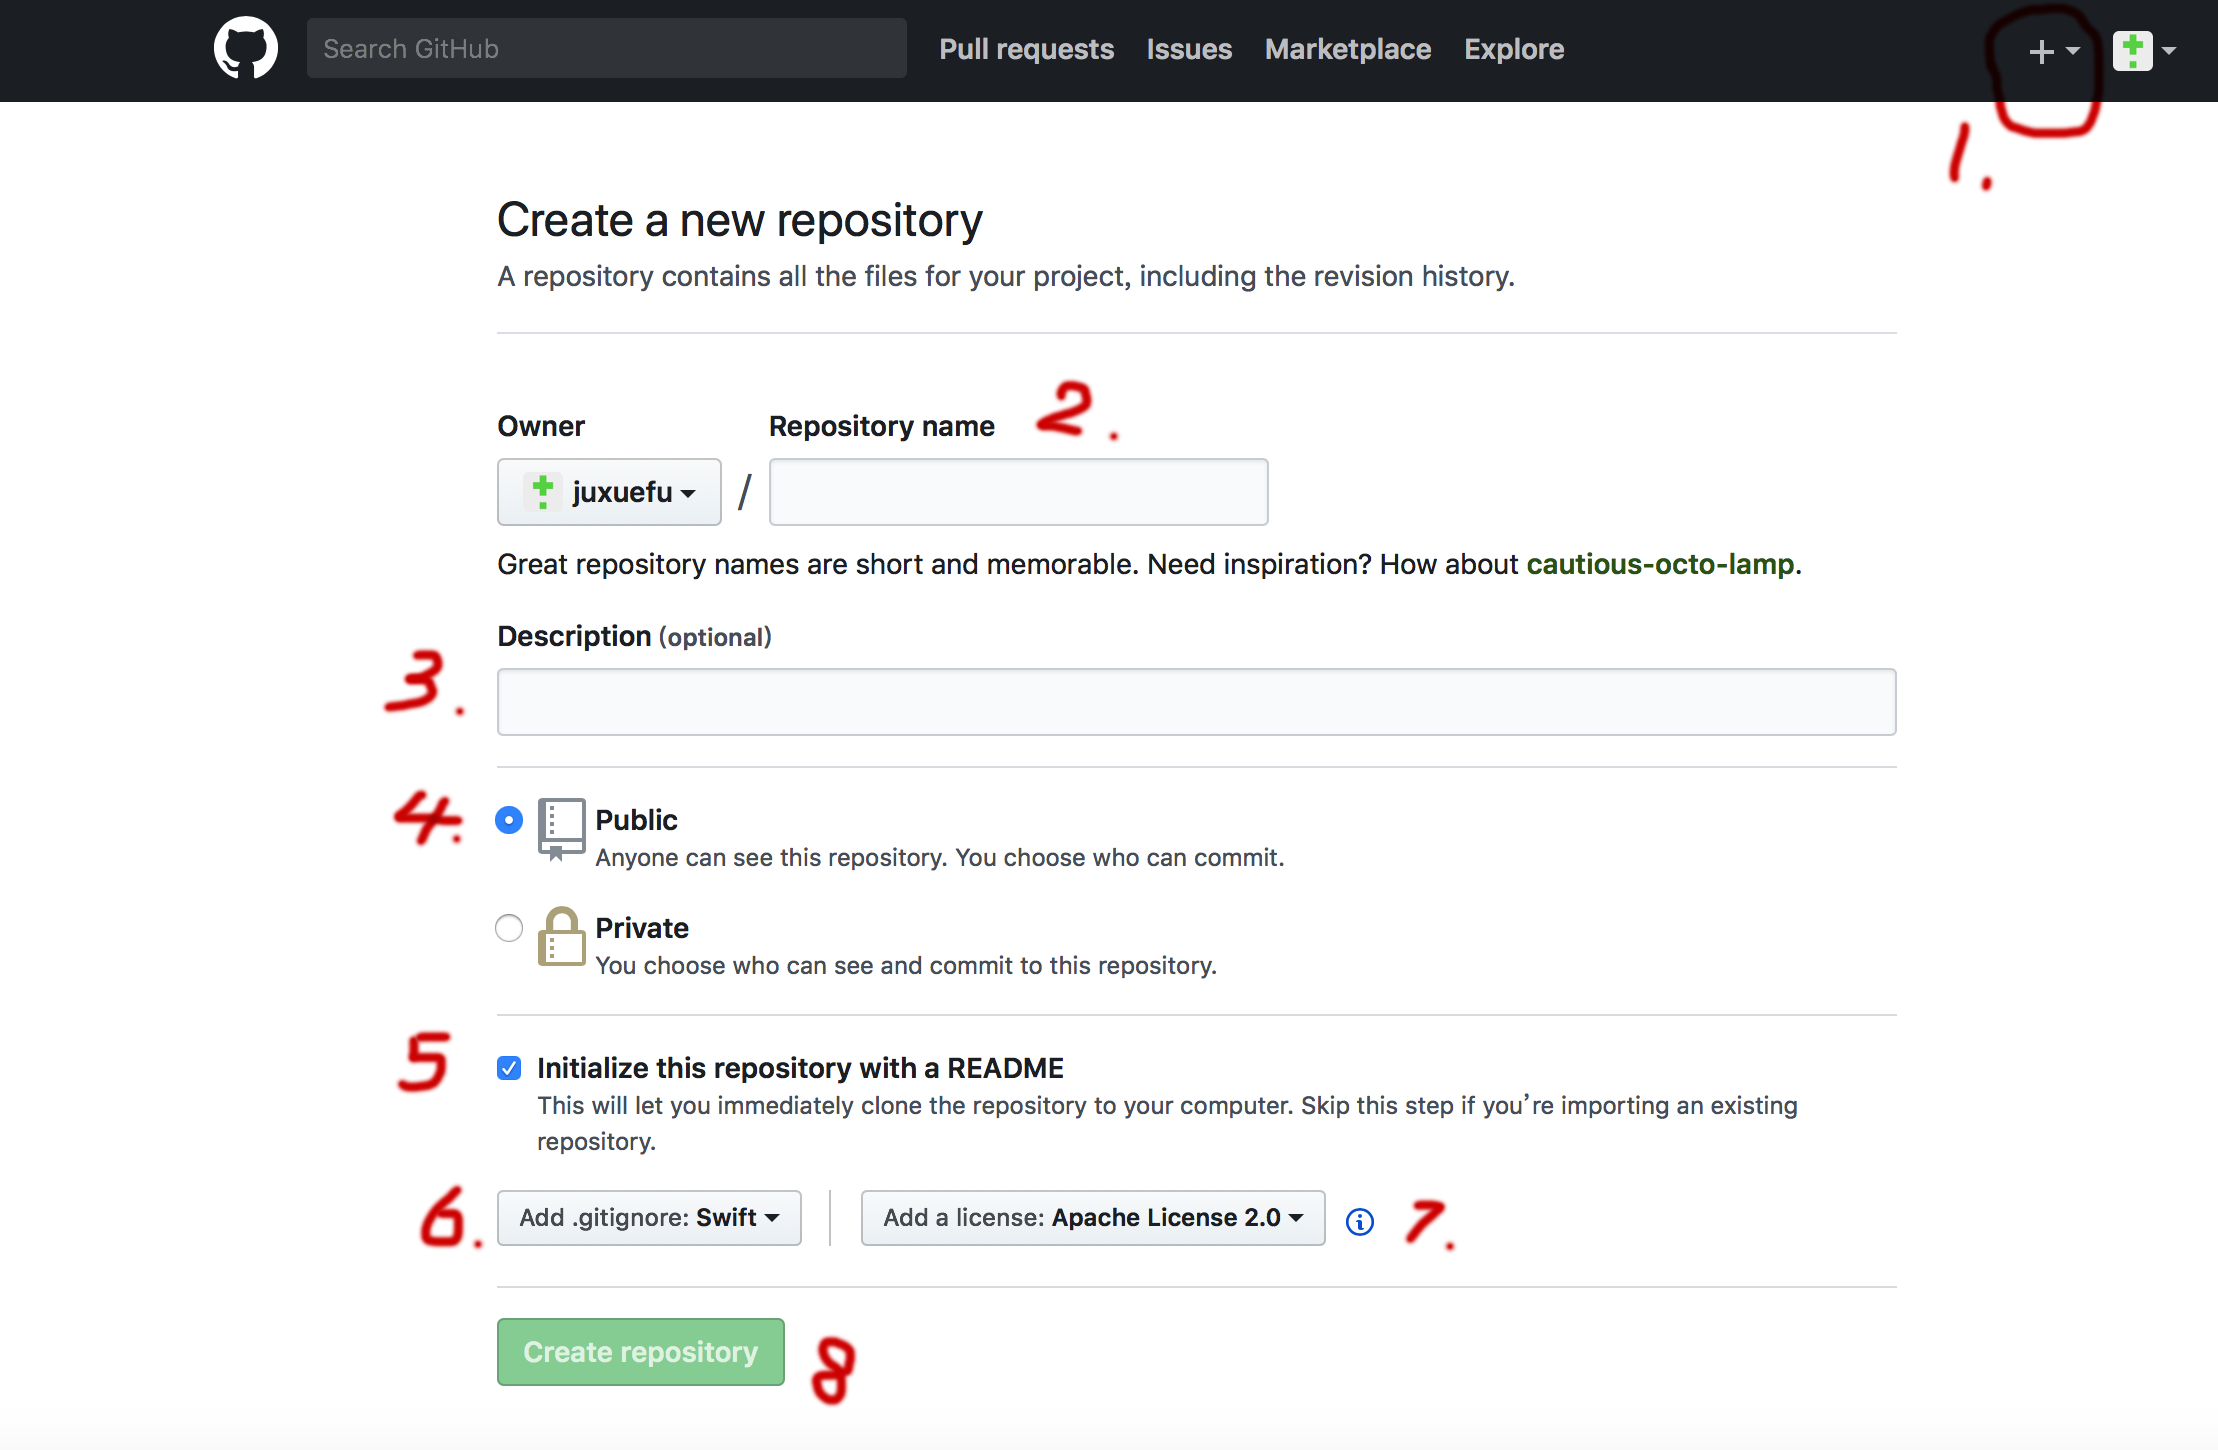 Search GitHub Pull requests Issues Marketplace Explore
1.
Create a new repository
A repository contains all the files for your project, including the revision history.
Owner Repository name 2.
juxuefu / 
Great repository names are short and memorable. Need inspiration? How about cautious-octo-lamp.
Description (optional)
3.
4. Public
Anyone can see this repository. You choose who can commit.
Private
You choose who can see and commit to this repository.
5 Initialize this repository with a README
This will let you immediately clone the repository to your computer. Skip this step if you’re importing an existing
repository.
6. Add .gitignore: Swift Add a license: Apache License 2.0 7.
Create repository 8